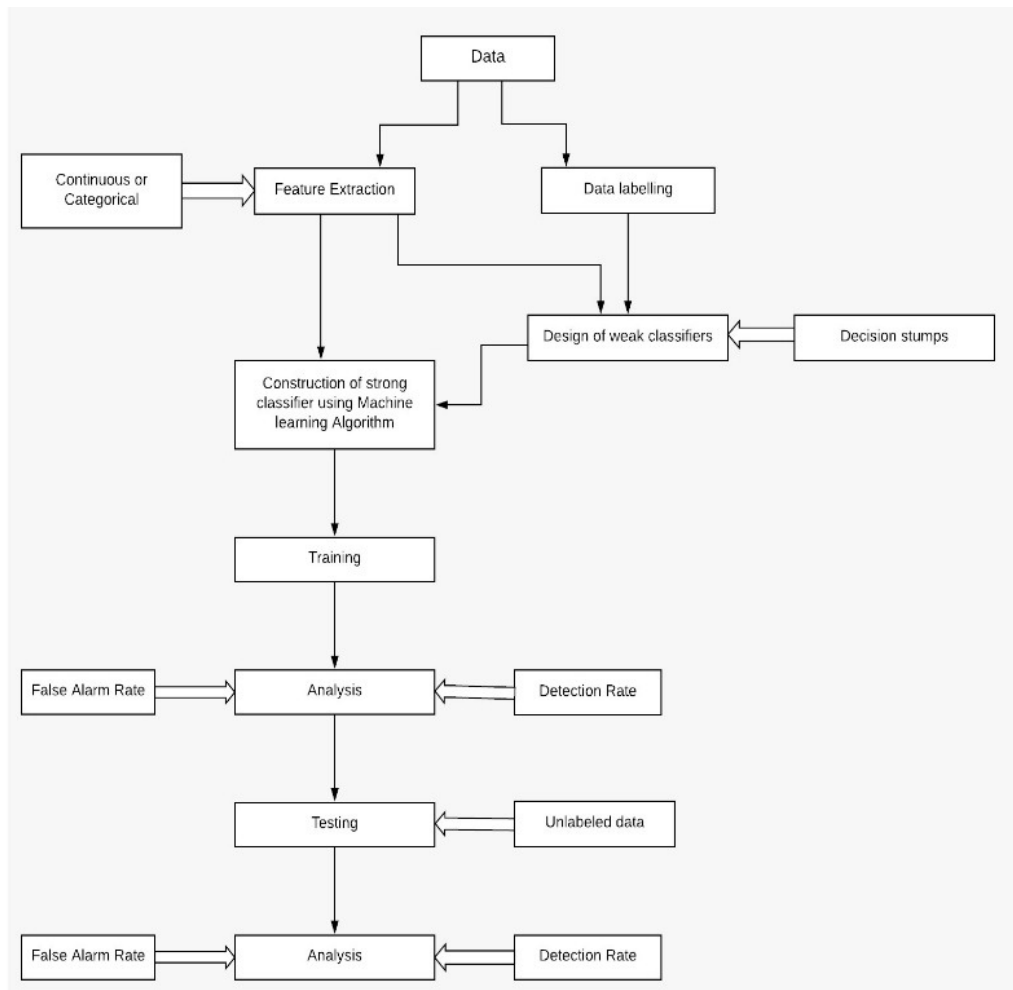 Data
Continuous or
Categorical
Feature Extraction
Data labelling
Design of weak classifiers
Decision stumps
Construction of strong
classifier using Machine
learning Algorithm
Training
False Alarm Rate
Analysis
Detection Rate
Testing
Unlabeled data
False Alarm Rate
Analysis
Detection Rate